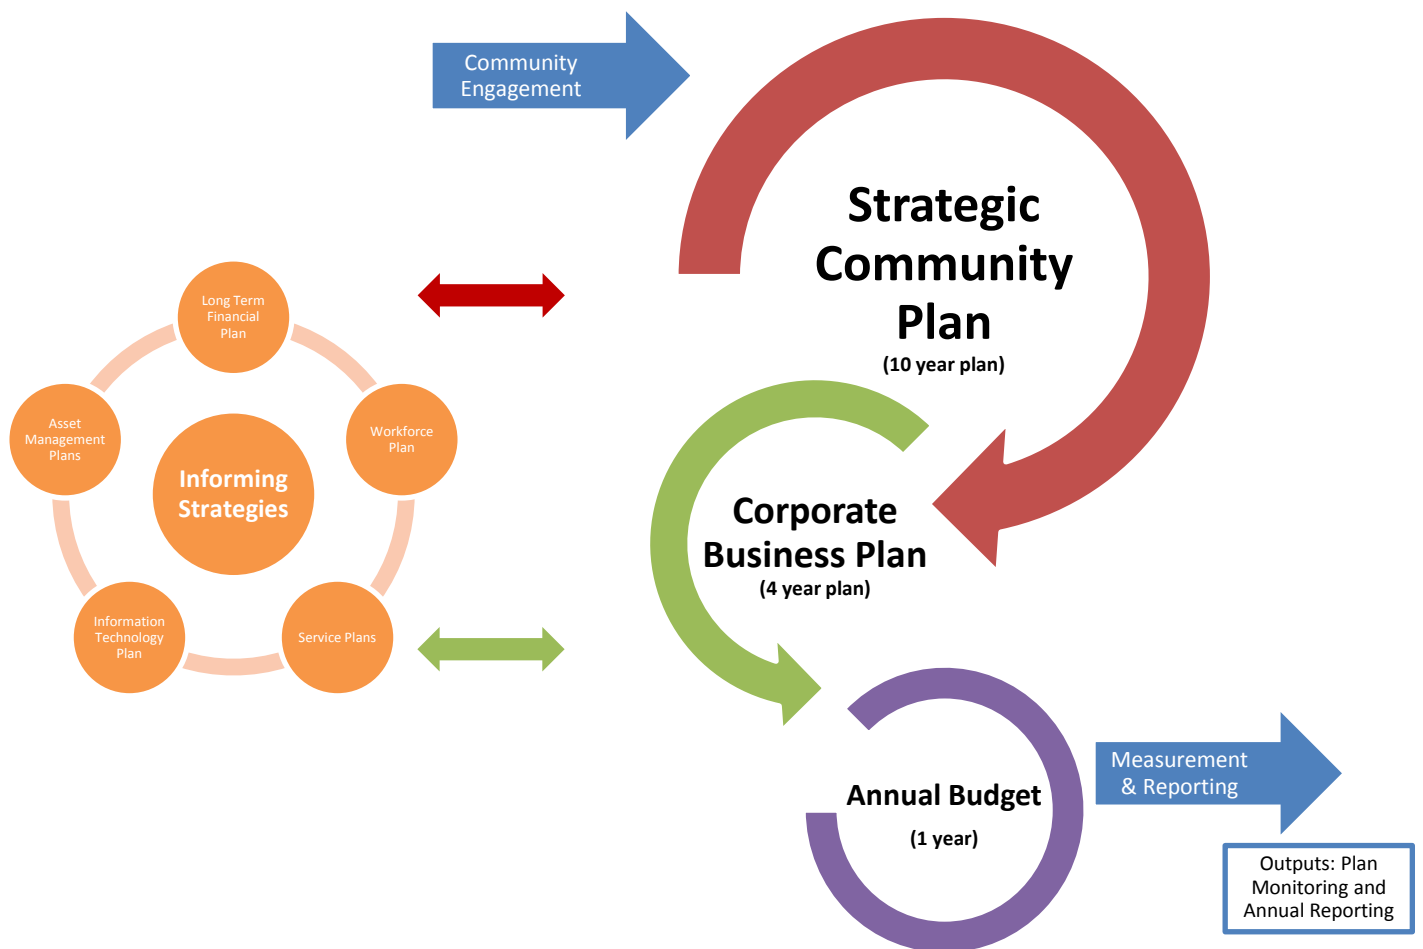 Community
Engagement
Strategic
Community
Plan
(10 year plan)
Long Term
Financial
Plan
Asset
Management
Plans
Workforce
Plan
Informing
Strategies
Information
Technology
Plan
Service Plans
Corporate
Business Plan
(4 year plan)
Annual Budget
(1 year)
Measurement
& Reporting
Outputs: Plan
Monitoring and
Annual Reporting